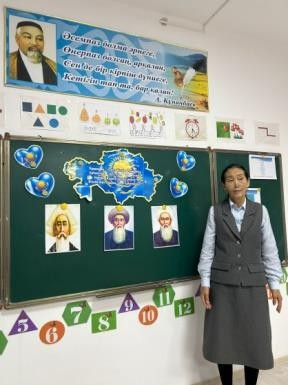 Әсемпаз болма әрнеге,
Өнерпаз болсаң, арқалан.
Сен де бір кірпіш дүниеге,
Кетігін тап та, бар қалан!
А. Құнанбаев
5 6 7 8 9 10 11 12